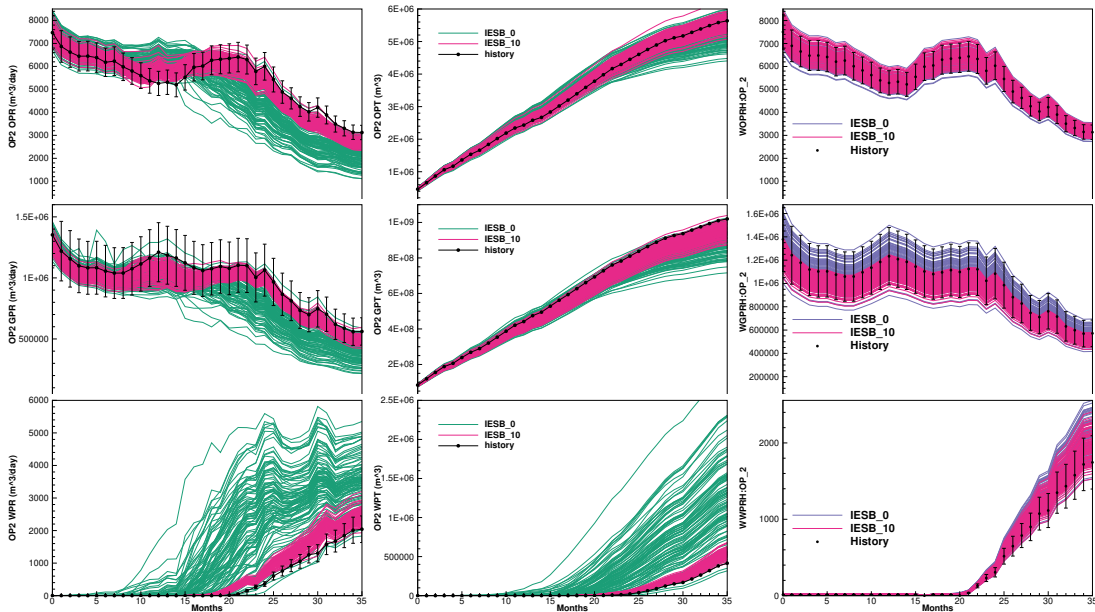 8000
7000
6000
5000
4000
3000
2000
1000
OP2 OPR (m^3/day)
6E+06
5E+06
4E+06
3E+06
2E+06
1E+06
OP2 OPT (m^3)
IESB_0
IESB_10
history
8000
7000
6000
5000
4000
3000
2000
1000
WOPRH:OP_2
IESB_0
IESB_10
History
1.5E+06
1E+06
500000
OP2 GPR (m^3/day)
1E+09
8E+08
6E+08
4E+08
2E+08
OP2 GPT (m^3)
IESB_0
IESB_10
history
1.6E+06
1.4E+06
1.2E+06
1E+06
800000
600000
400000
200000
WGPRH:OP_2
IESB_0
IESB_10
History
6000
5000
4000
3000
2000
1000
0
OP2 WPR (m^3/day)
0 5 10 15 20 25 30 35
Months
2.5E+06
2E+06
1.5E+06
1E+06
500000
0
OP2 WPT (m^3)
IESB_0
IESB_10
history
0 5 10 15 20 25 30 35
Months
2000
1000
0
WWPRH:OP_2
IESB_0
IESB_10
History
0 5 10 15 20 25 30 35
Months